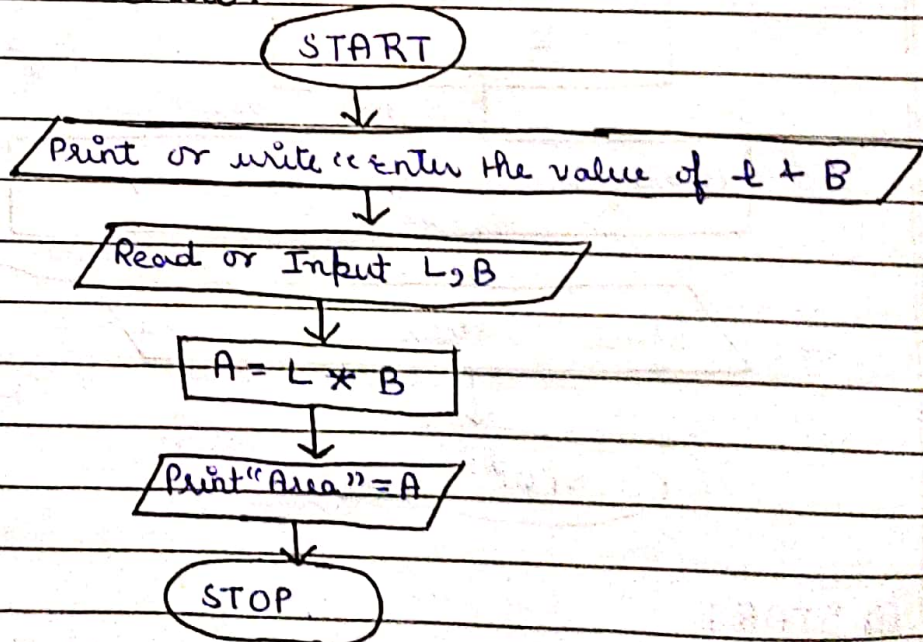 START
Print or write "Enter the value of l & B
Read or Input L, B
A = L * B
Print "Area" = A
STOP